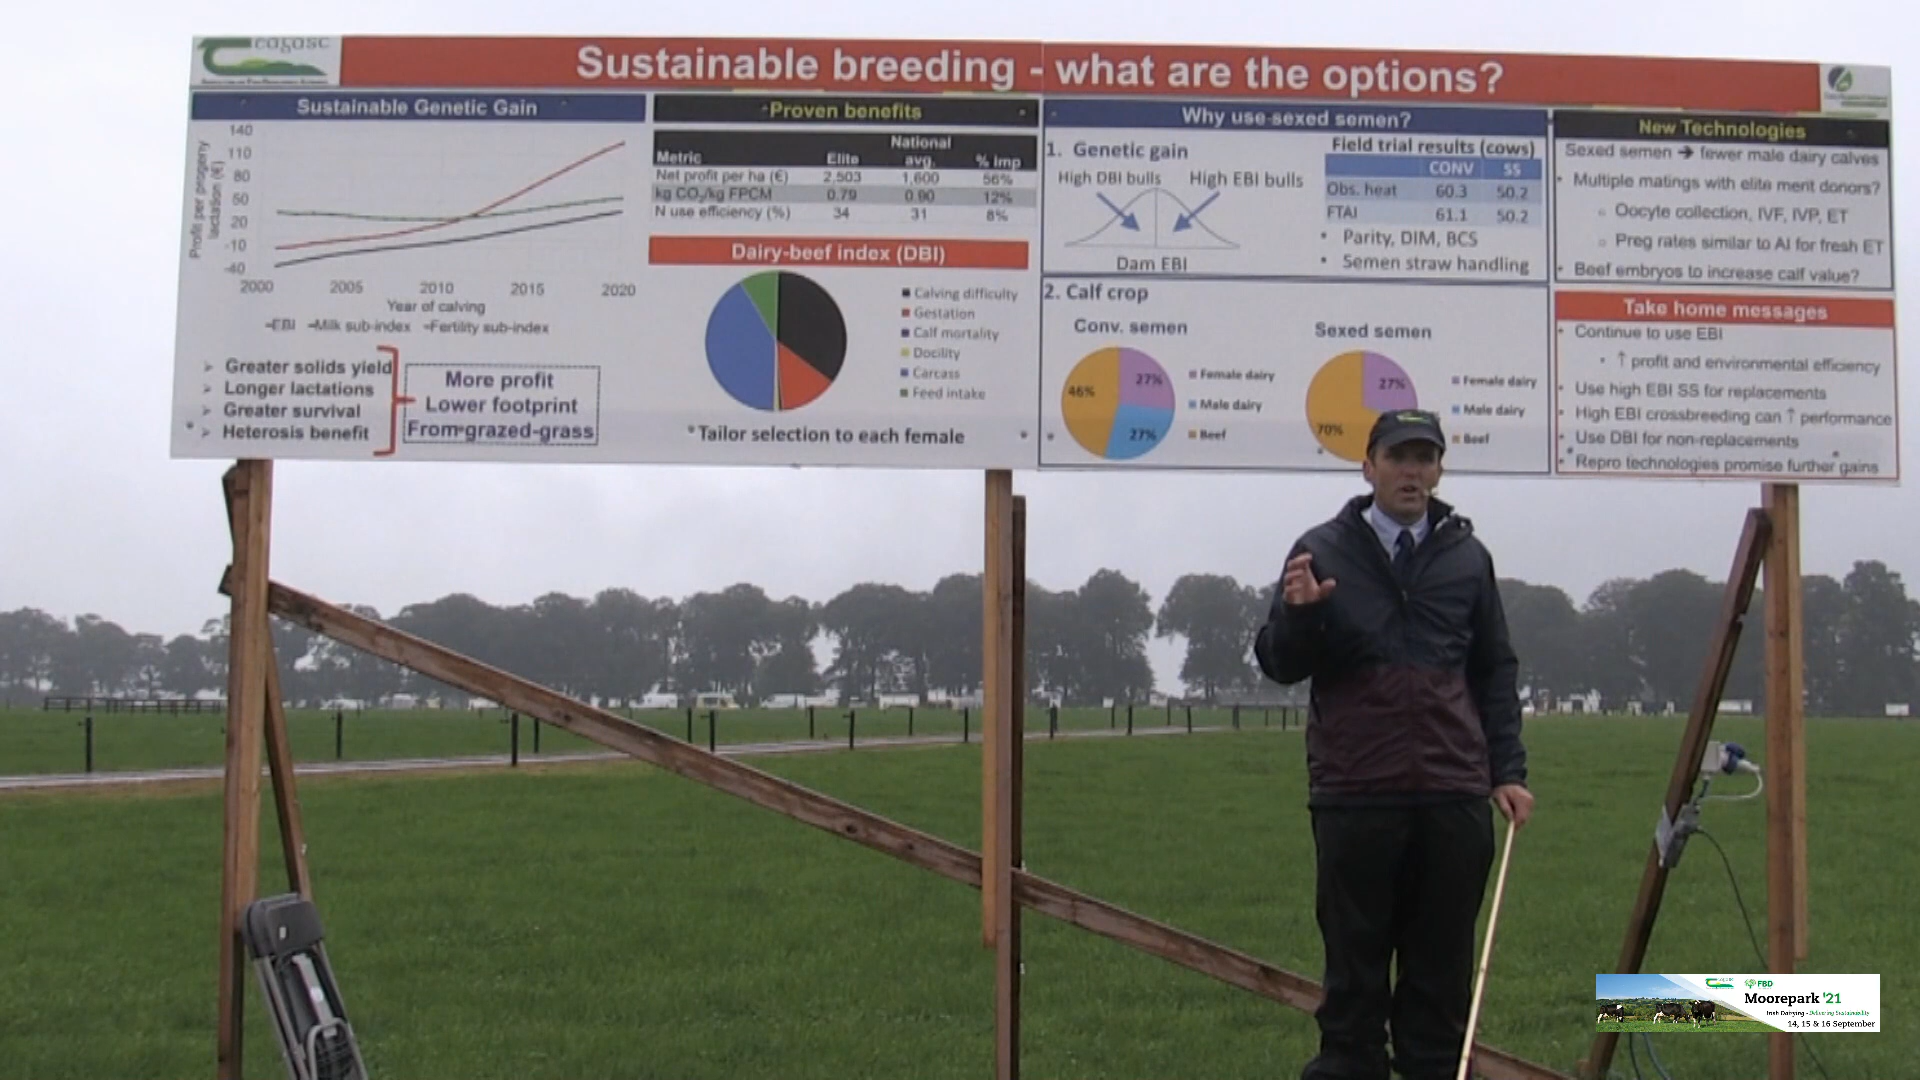 eagasc
Sustainable breeding - what are the options?
Sustainable Genetic Gain
Profit per progeny
lactation (€)
140
110
80
50
20
-10
-40
2000 2005 2010 2015 2020
Year of calving
EBI Milk sub-index Fertility sub-index
Greater solids yield
Longer lactations
Greater survival
Heterosis benefit
More profit
Lower footprint
From-grazed-grass
Proven benefits
Metric Elite National avg. % Imp
Net profit per ha (€) 2,503 1,600 56%
kg CO2/kg FPCM 0.79 0.90 12%
N use efficiency (%) 34 31 8%
Dairy-beef index (DBI)
Calving difficulty
Gestation
Calf mortality
Docility
Carcass
Feed intake
*Tailor selection to each female
Why use sexed semen?
1. Genetic gain
High DBI bulls High EBI bulls
Dam EBI
Field trial results (cows)
CONV SS
Obs. heat 60.3 50.2
FTAI 61.1 50.2
• Parity, DIM, BCS
• Semen straw handling
2. Calf crop
Conv. semen
46% 27%
27%
Female dairy
Male dairy
Beef
Sexed semen
27%
70%
Female dairy
Male dairy
Beef
New Technologies
Sexed semen ➔ fewer male dairy calves
• Multiple matings with elite merit donors?
o Oocyte collection, IVF, IVP, ET
o Preg rates similar to AI for fresh ET
• Beef embryos to increase calf value?
Take home messages
• Continue to use EBI
• ↑ profit and environmental efficiency
• Use high EBI SS for replacements
• High EBI crossbreeding can ↑ performance
• Use DBI for non-replacements
• Repro technologies promise further gains
FBD
Moorepark '21
Irish Dairying - Delivering Sustainability
14, 15 & 16 September